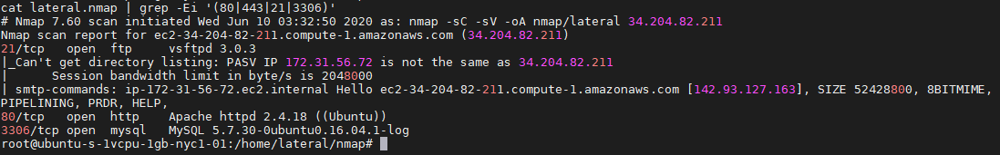 cat lateral.nmap | grep -Ei '(80|443|21|3306)'
# Nmap 7.60 scan initiated Wed Jun 10 03:32:50 2020 as: nmap -sC -sV -oA nmap/lateral 34.204.82.211
Nmap scan report for ec2-34-204-82-211.compute-1.amazonaws.com (34.204.82.211)
21/tcp   open  ftp     vsftpd 3.0.3
|_Can't get directory listing: PASV IP 172.31.56.72 is not the same as 34.204.82.211
|      Session bandwidth limit in byte/s is 2048000
| smtp-commands: ip-172-31-56-72.ec2.internal Hello ec2-34-204-82-211.compute-1.amazonaws.com [142.93.127.163], SIZE 52428800, 8BITMIME,
PIPELINING, PRDR, HELP,
80/tcp   open  http    Apache httpd 2.4.18 ((Ubuntu))
3306/tcp open  mysql   MySQL 5.7.30-0ubuntu0.16.04.1-log
root@ubuntu-s-1vcpu-1gb-nyc1-01:/home/lateral/nmap#